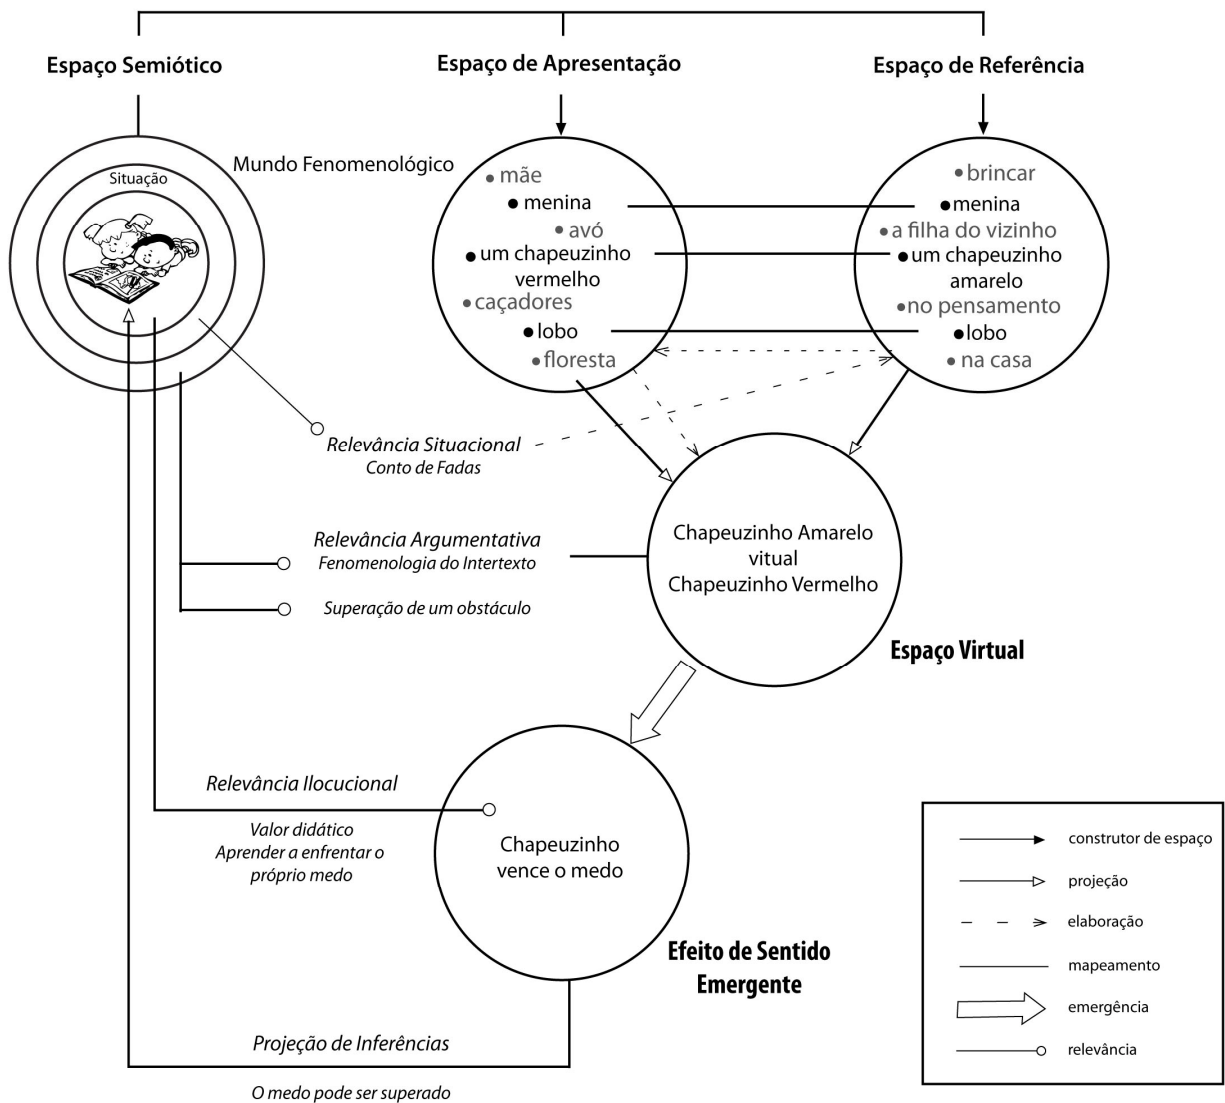 Espaço Semiótico
Espaço de Apresentação
Espaço de Referência
Mundo Fenomenológico
Situação
• mãe
• menina
• avó
• um chapeuzinho
vermelho
• caçadores
• lobo
• floresta
• brincar
• menina
• a filha do vizinho
• um chapeuzinho
amarelo
• no pensamento
• lobo
• na casa
Relevância Situacional
Conto de Fadas
Relevância Argumentativa
Fenomenologia do Intertexto
Superação de um obstáculo
Chapeuzinho Amarelo
vitual
Chapeuzinho Vermelho
Espaço Virtual
Relevância Ilocucional
Valor didático
Aprender a enfrentar o
próprio medo
Chapeuzinho
vence o medo
Efeito de Sentido
Emergente
Projeção de Inferências
O medo pode ser superado
construtor de espaço
projeção
elaboração
mapeamento
emergência
relevância